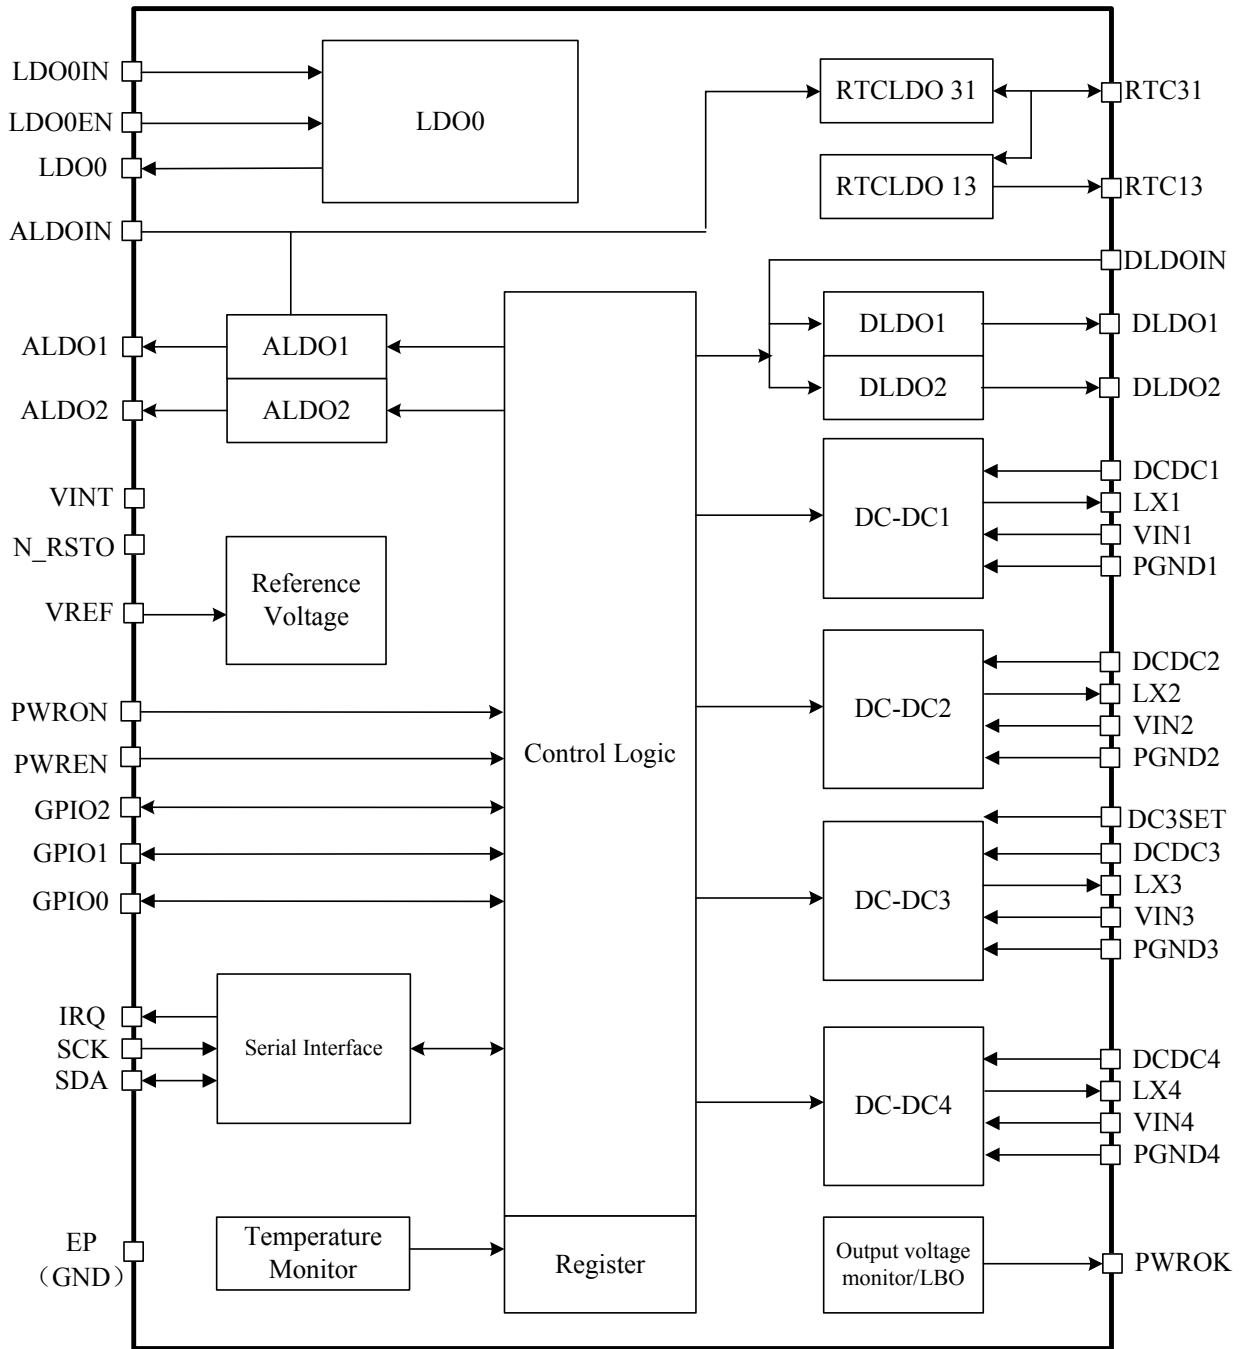 LDO0IN
LDO0EN
LDO0
ALDOIN
ALDO1
ALDO2
VINT
N_RSTO
VREF
PWRON
PWREN
GPIO2
GPIO1
GPIO0
IRQ
SCK
SDA
EP
（GND）
LDO0
ALDO1
ALDO2
Reference
Voltage
Serial Interface
Temperature
Monitor
Control Logic
Register
RTCLDO 31
RTCLDO 13
DLDO1
DLDO2
DC-DC1
DC-DC2
DC-DC3
DC-DC4
Output voltage
monitor/LBO
RTC31
RTC13
DLDOIN
DLDO1
DLDO2
DCDC1
LX1
VIN1
PGND1
DCDC2
LX2
VIN2
PGND2
DC3SET
DCDC3
LX3
VIN3
PGND3
DCDC4
LX4
VIN4
PGND4
PWROK